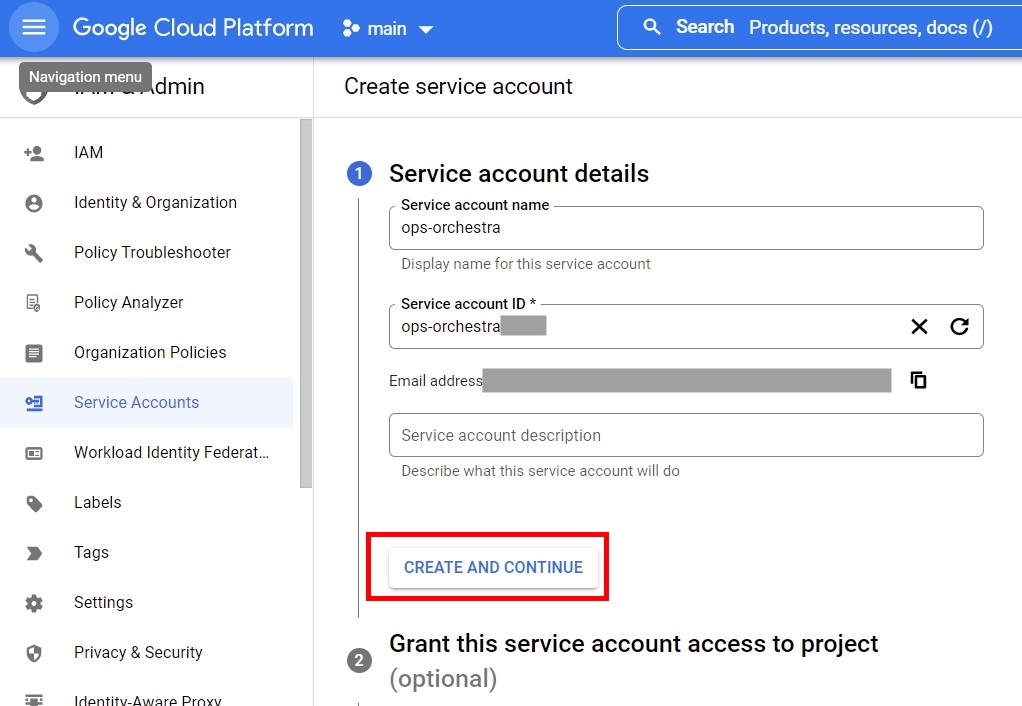 Google Cloud Platform
main
Search Products, resources, docs (/)
Navigation menu
IAM & Admin
Create service account
IAM
Identity & Organization
Policy Troubleshooter
Policy Analyzer
Organization Policies
Service Accounts
Workload Identity Federat...
Labels
Tags
Settings
Privacy & Security
Identity-Aware Proxy
1 Service account details
Service account name
ops-orchestra
Display name for this service account
Service account ID *
ops-orchestra
Email address
Service account description
Describe what this service account will do
CREATE AND CONTINUE
2 Grant this service account access to project
(optional)